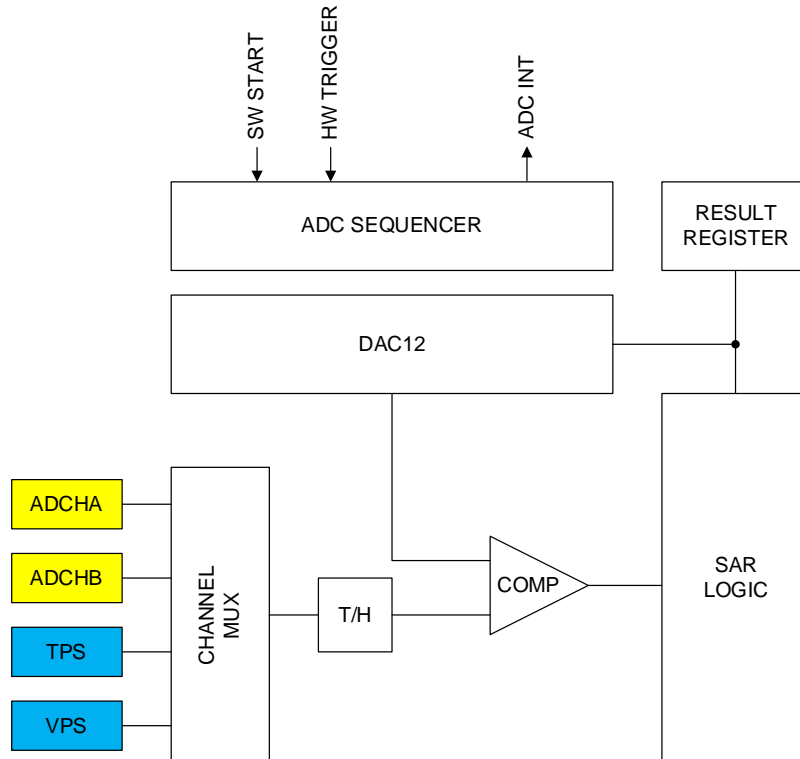 SW START
HW TRIGGER
ADC INT
ADC SEQUENCER
RESULT
REGISTER
DAC12
ADCHA
ADCHB
TPS
VPS
CHANNEL
MUX
T/H
COMP
SAR
LOGIC